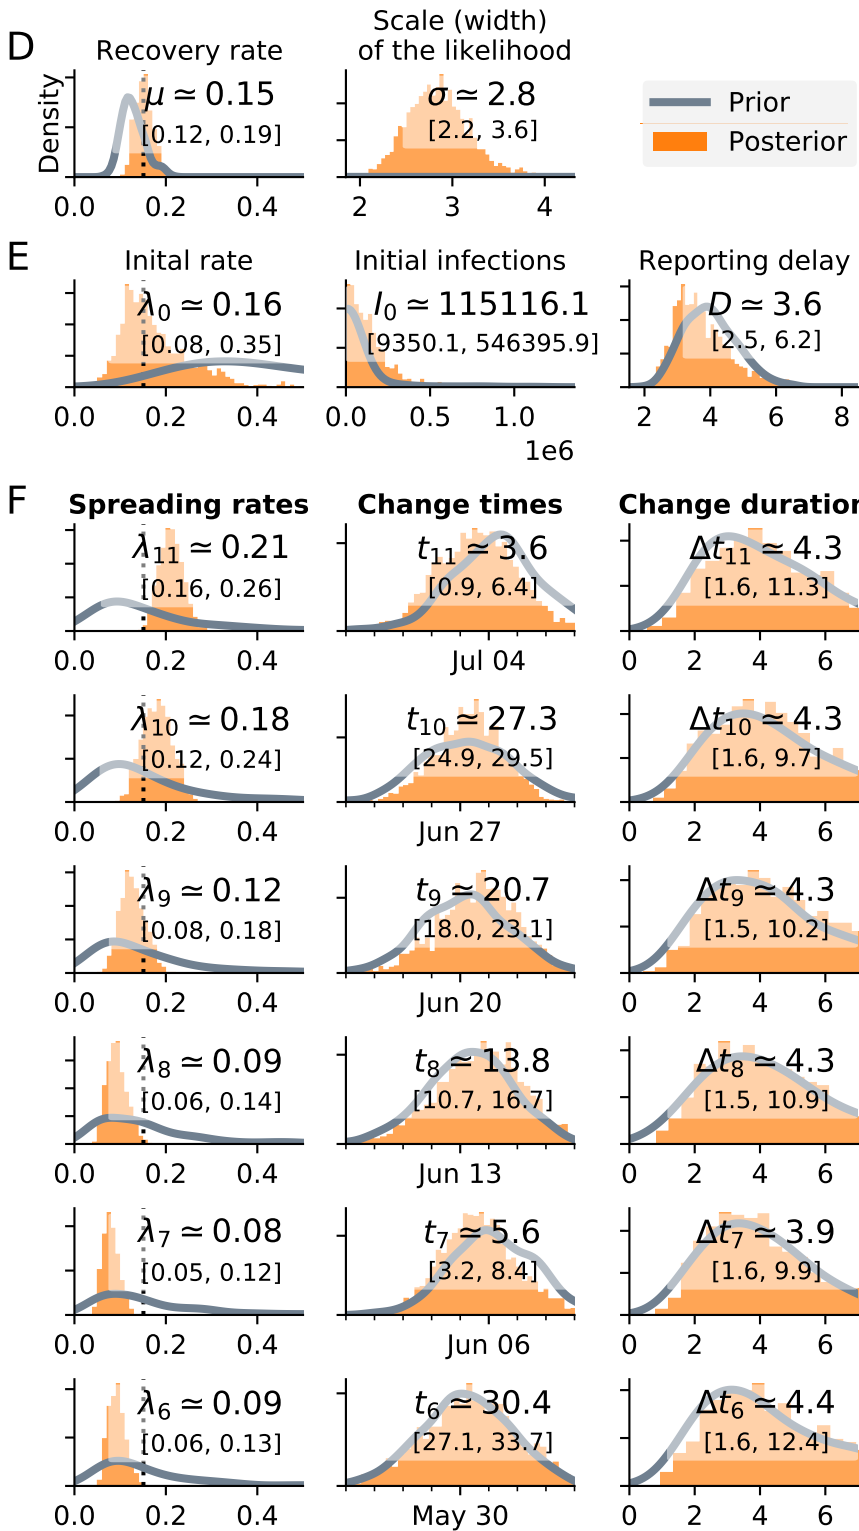 D
Recovery rate
Scale (width)
of the likelihood
Density
μ ≃ 0.15
[0.12, 0.19]
0.0 0.2 0.4
σ ≃ 2.8
[2.2, 3.6]
2 3 4
Prior
Posterior
E
Inital rate
λ0 ≃ 0.16
[0.08, 0.35]
0.0 0.2 0.4
Initial infections
I0 ≃ 115116.1
[9350.1, 546395.9]
0.0 0.5 1.0
1e6
Reporting delay
D ≃ 3.6
[2.5, 6.2]
2 4 6 8
F
Spreading rates
Change times
Change duration
λ11 ≃ 0.21
[0.16, 0.26]
0.0 0.2 0.4
t11 ≃ 3.6
[0.9, 6.4]
Jul 04
Δt11 ≃ 4.3
[1.6, 11.3]
0 2 4 6
λ10 ≃ 0.18
[0.12, 0.24]
0.0 0.2 0.4
t10 ≃ 27.3
[24.9, 29.5]
Jun 27
Δt10 ≃ 4.3
[1.6, 9.7]
0 2 4 6
λ9 ≃ 0.12
[0.08, 0.18]
0.0 0.2 0.4
t9 ≃ 20.7
[18.0, 23.1]
Jun 20
Δt9 ≃ 4.3
[1.5, 10.2]
0 2 4 6
λ8 ≃ 0.09
[0.06, 0.14]
0.0 0.2 0.4
t8 ≃ 13.8
[10.7, 16.7]
Jun 13
Δt8 ≃ 4.3
[1.5, 10.9]
0 2 4 6
λ7 ≃ 0.08
[0.05, 0.12]
0.0 0.2 0.4
t7 ≃ 5.6
[3.2, 8.4]
Jun 06
Δt7 ≃ 3.9
[1.6, 9.9]
0 2 4 6
λ6 ≃ 0.09
[0.06, 0.13]
0.0 0.2 0.4
t6 ≃ 30.4
[27.1, 33.7]
May 30
Δt6 ≃ 4.4
[1.6, 12.4]
0 2 4 6